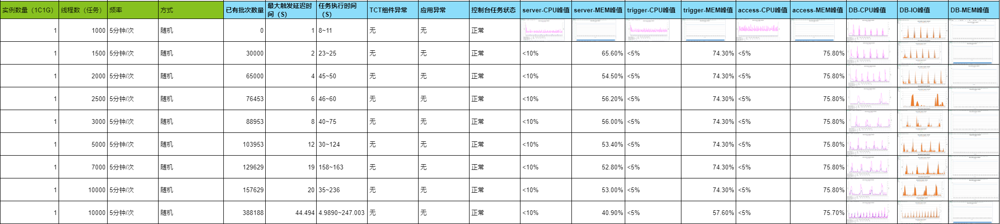 实例数量（1C1G） 线程数（任务） 频率 方式 已有批次数量 最大触发延迟时间（S） 任务执行时间（S） TCT组件异常 应用异常 控制台任务状态 server-CPU峰值 server-MEM峰值 trigger-CPU峰值 trigger-MEM峰值 access-CPU峰值 access-MEM峰值 DB-CPU峰值 DB-IO峰值 DB-MEM峰值
1 1000 5分钟/次 随机 0 1 8~11 无 无 正常
1 1500 5分钟/次 随机 30000 2 23~25 无 无 正常 <10% 65.60% <5% 74.30% <5% 75.80%
1 2000 5分钟/次 随机 65000 4 45~50 无 无 正常 <10% 54.50% <5% 74.30% <5% 75.80%
1 2500 5分钟/次 随机 76453 6 46~60 无 无 正常 <10% 56.20% <5% 74.30% <5% 75.80%
1 3000 5分钟/次 随机 88953 8 40~75 无 无 正常 <10% 56.00% <5% 74.30% <5% 75.80%
1 5000 5分钟/次 随机 103953 12 30~124 无 无 正常 <10% 53.40% <5% 74.30% <5% 75.80%
1 7000 5分钟/次 随机 129629 19 158~163 无 无 正常 <10% 52.80% <5% 74.30% <5% 75.80%
1 10000 5分钟/次 随机 157629 20 35~236 无 无 正常 <10% 53.00% <5% 74.30% <5% 75.80%
1 10000 5分钟/次 随机 388188 44.494 4.9890~247.003 无 无 正常 <10% 40.90% <5% 57.60% <5% 75.70%